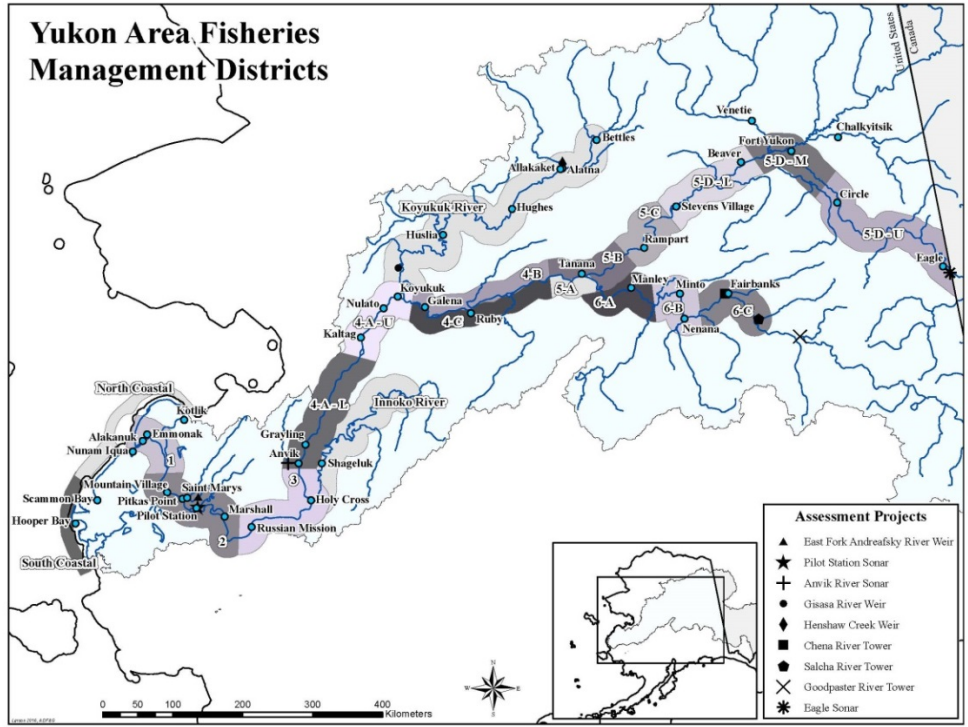 Yukon Area Fisheries
Management Districts
United States
Canada
Venetie
Chalkyitsik
Fort Yukon
Bettles
Beaver
5-D - M
Allakaket
Alatna
5-D - L
Circle
Koyukuk River
Hughes
Stevens Village
5-C
5-D - U
Huslia
Rampart
Eagle
5-B
Tanana
4-B
Manley
Koyukuk
5-A
Minto
Fairbanks
Nulato
Galena
6-A
4-A - U
4-C
Ruby
6-B
6-C
Kaltag
Nenana
North Coastal
4-A - L
Innoko River
Kotlik
Alakanuk
Emmonak
Grayling
Nunam Iqua
1
Anvik
Shageluk
Mountain Village
Saint Marys
3
Scammon Bay
Pitkas Point
Holy Cross
Hooper Bay
Pilot Station
Marshall
2
Russian Mission
South Coastal
Assessment Projects
East Fork Andreafsky River Weir
Pilot Station Sonar
Anvik River Sonar
Gisasa River Weir
Henshaw Creek Weir
Chena River Tower
Salcha River Tower
Goodpaster River Tower
Eagle Sonar
N
W
E
S
0
100
200
300
400
Kilometers